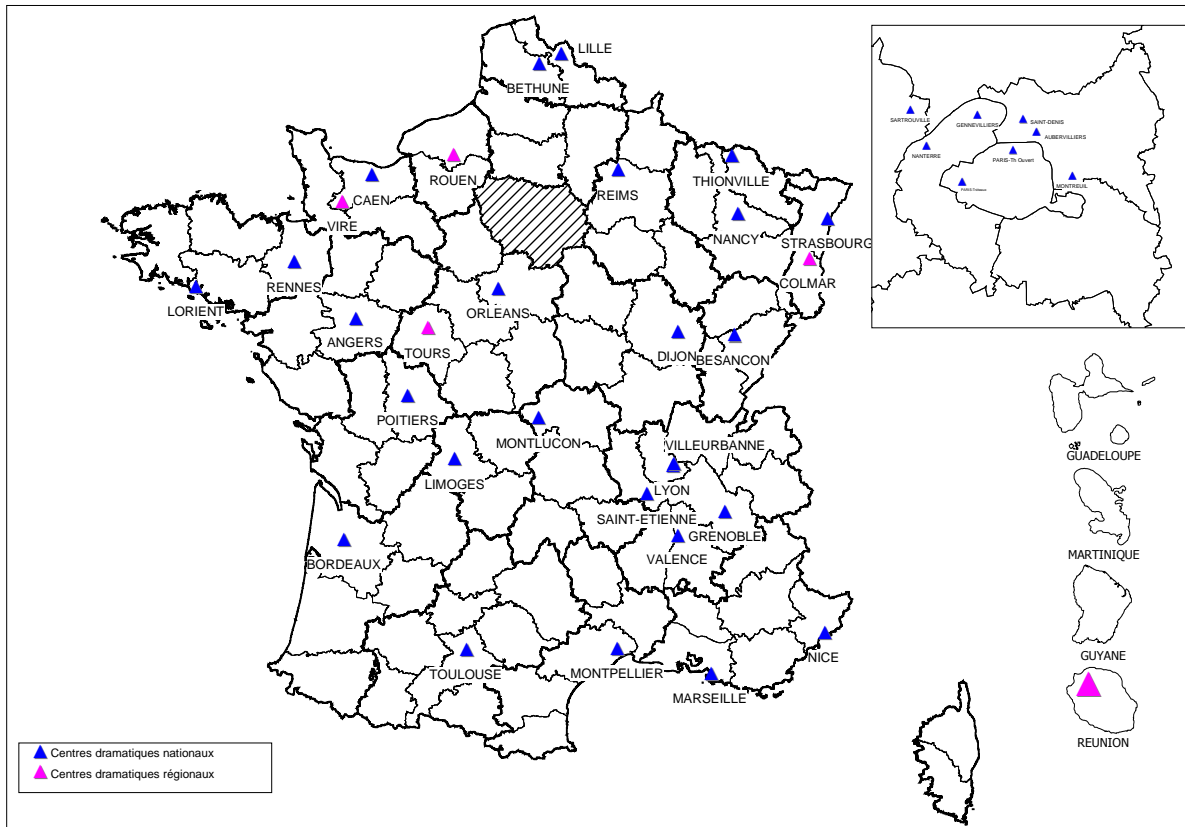 LILLE
BETHUNE
ROUEN
CAEN
VIRE
REIMS
THIONVILLE
NANCY
STRASBOURG
COLMAR
RENNES
LORIENT
ORLEANS
ANGERS
TOURS
DIJON
BESANCON
POITIERS
MONTLUCON
VILLEURBANNE
LIMOGES
LYON
SAINT-ETIENNE
GRENOBLE
VALENCE
BORDEAUX
TOULOUSE
MONTPELLIER
NICE
MARSEILLE
SARTROUVILLE
GENNEVILLIERS
SAINT-DENIS
AUBERVILLIERS
NANTERRE
PARIS-Th Ouvert
MONTREUIL
GUADELOUPE
MARTINIQUE
GUYANE
REUNION
Centres dramatiques nationaux
Centres dramatiques régionaux